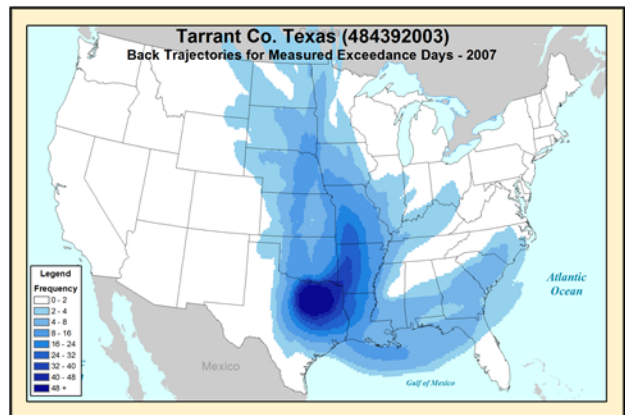 Tarrant Co. Texas (484392003)
Back Trajectories for Measured Exceedance Days - 2007
Atlantic
Ocean
Legend
Frequency
0 - 2
2 - 4
4 - 8
8 - 16
16 - 24
24 - 32
32 - 40
40 - 48
48 +
Mexico
Gulf of Mexico